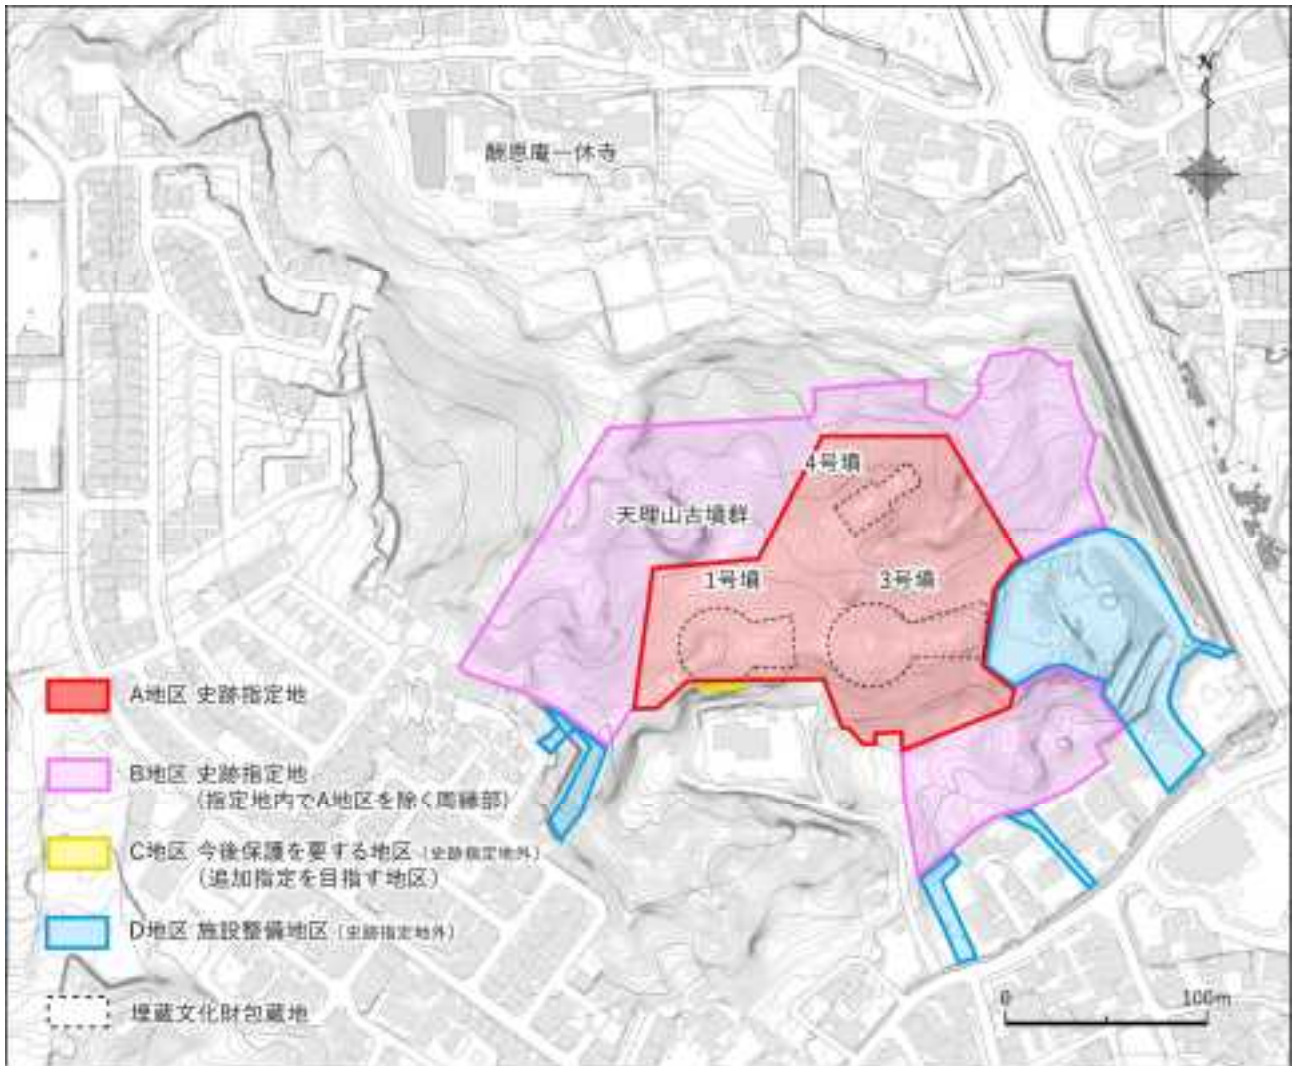 N
酬恩庵一休寺
4号墳
天理山古墳群
1号墳
3号墳
A地区 史跡指定地
B地区 史跡指定地
(指定地内でA地区を除く周縁部)
C地区 今後保護を要する地区(史跡指定地外)
(追加指定を目指す地区)
D地区 施設整備地区(史跡指定地外)
埋蔵文化財包蔵地
0 100m